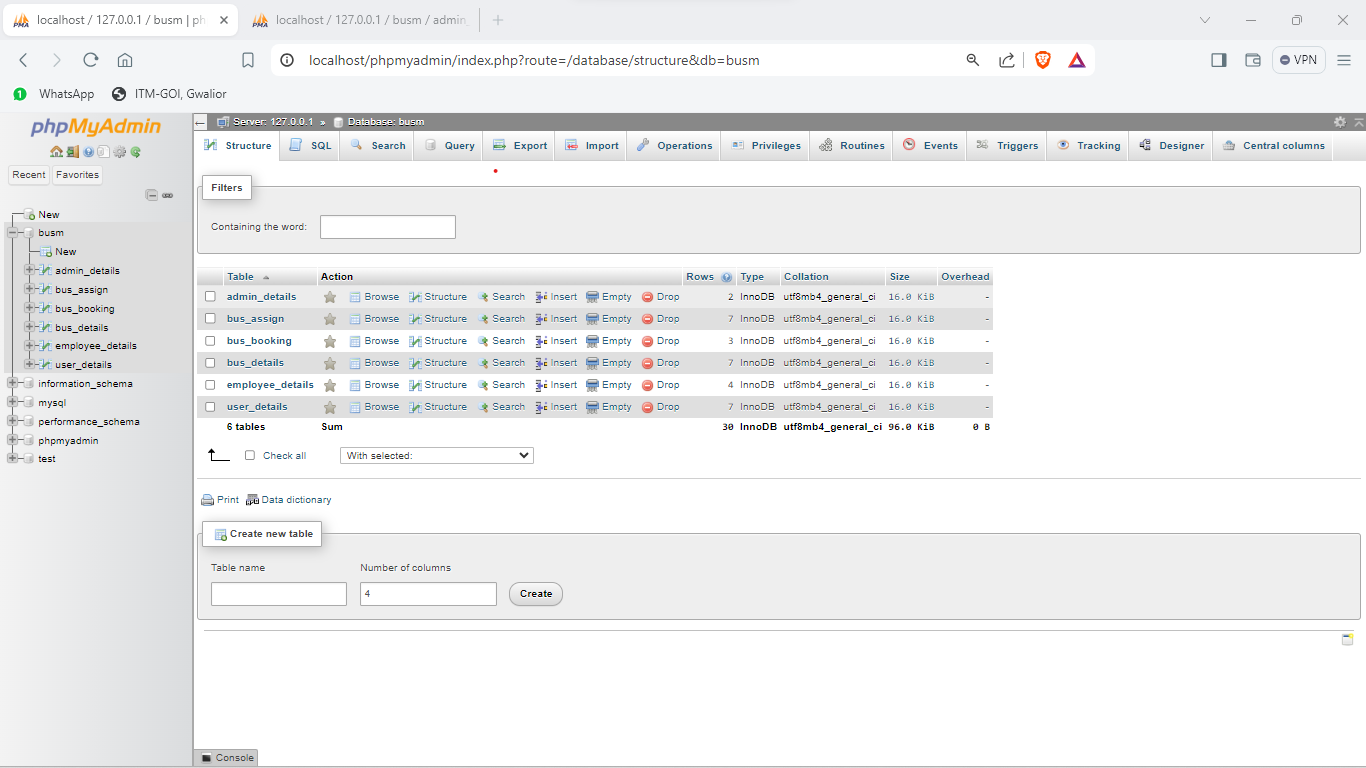 localhost / 127.0.0.1 / busm | ph
localhost / 127.0.0.1 / busm / admin_
localhost/phpmyadmin/index.php?route=/database/structure&db=busm
VPN
1 WhatsApp ITM-GOI, Gwalior
phpMyAdmin
Recent Favorites
New
busm
New
admin_details
bus_assign
bus_booking
bus_details
employee_details
user_details
information_schema
mysql
performance_schema
phpmyadmin
test
Server: 127.0.0.1 » Database: busm
Structure SQL Search Query Export Import Operations Privileges Routines Events Triggers Tracking Designer Central columns
Filters
Containing the word:
Table Action Rows Type Collation Size Overhead
admin_details Browse Structure Search Insert Empty Drop 2 InnoDB utf8mb4_general_ci 16.0 KiB -
bus_assign Browse Structure Search Insert Empty Drop 7 InnoDB utf8mb4_general_ci 16.0 KiB -
bus_booking Browse Structure Search Insert Empty Drop 3 InnoDB utf8mb4_general_ci 16.0 KiB -
bus_details Browse Structure Search Insert Empty Drop 7 InnoDB utf8mb4_general_ci 16.0 KiB -
employee_details Browse Structure Search Insert Empty Drop 4 InnoDB utf8mb4_general_ci 16.0 KiB -
user_details Browse Structure Search Insert Empty Drop 7 InnoDB utf8mb4_general_ci 16.0 KiB -
6 tables Sum 30 InnoDB utf8mb4_general_ci 96.0 KiB 0 B
Check all With selected:
Print Data dictionary
Create new table
Table name Number of columns
4 Create
Console